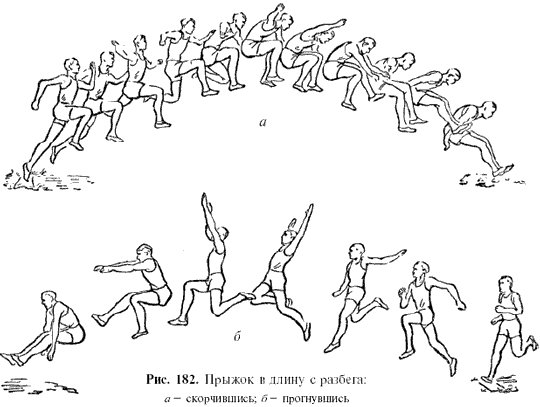 а
б
Рис. 182. Прыжок в длину с разбега:
а – скорчившись; б – прогнувшись